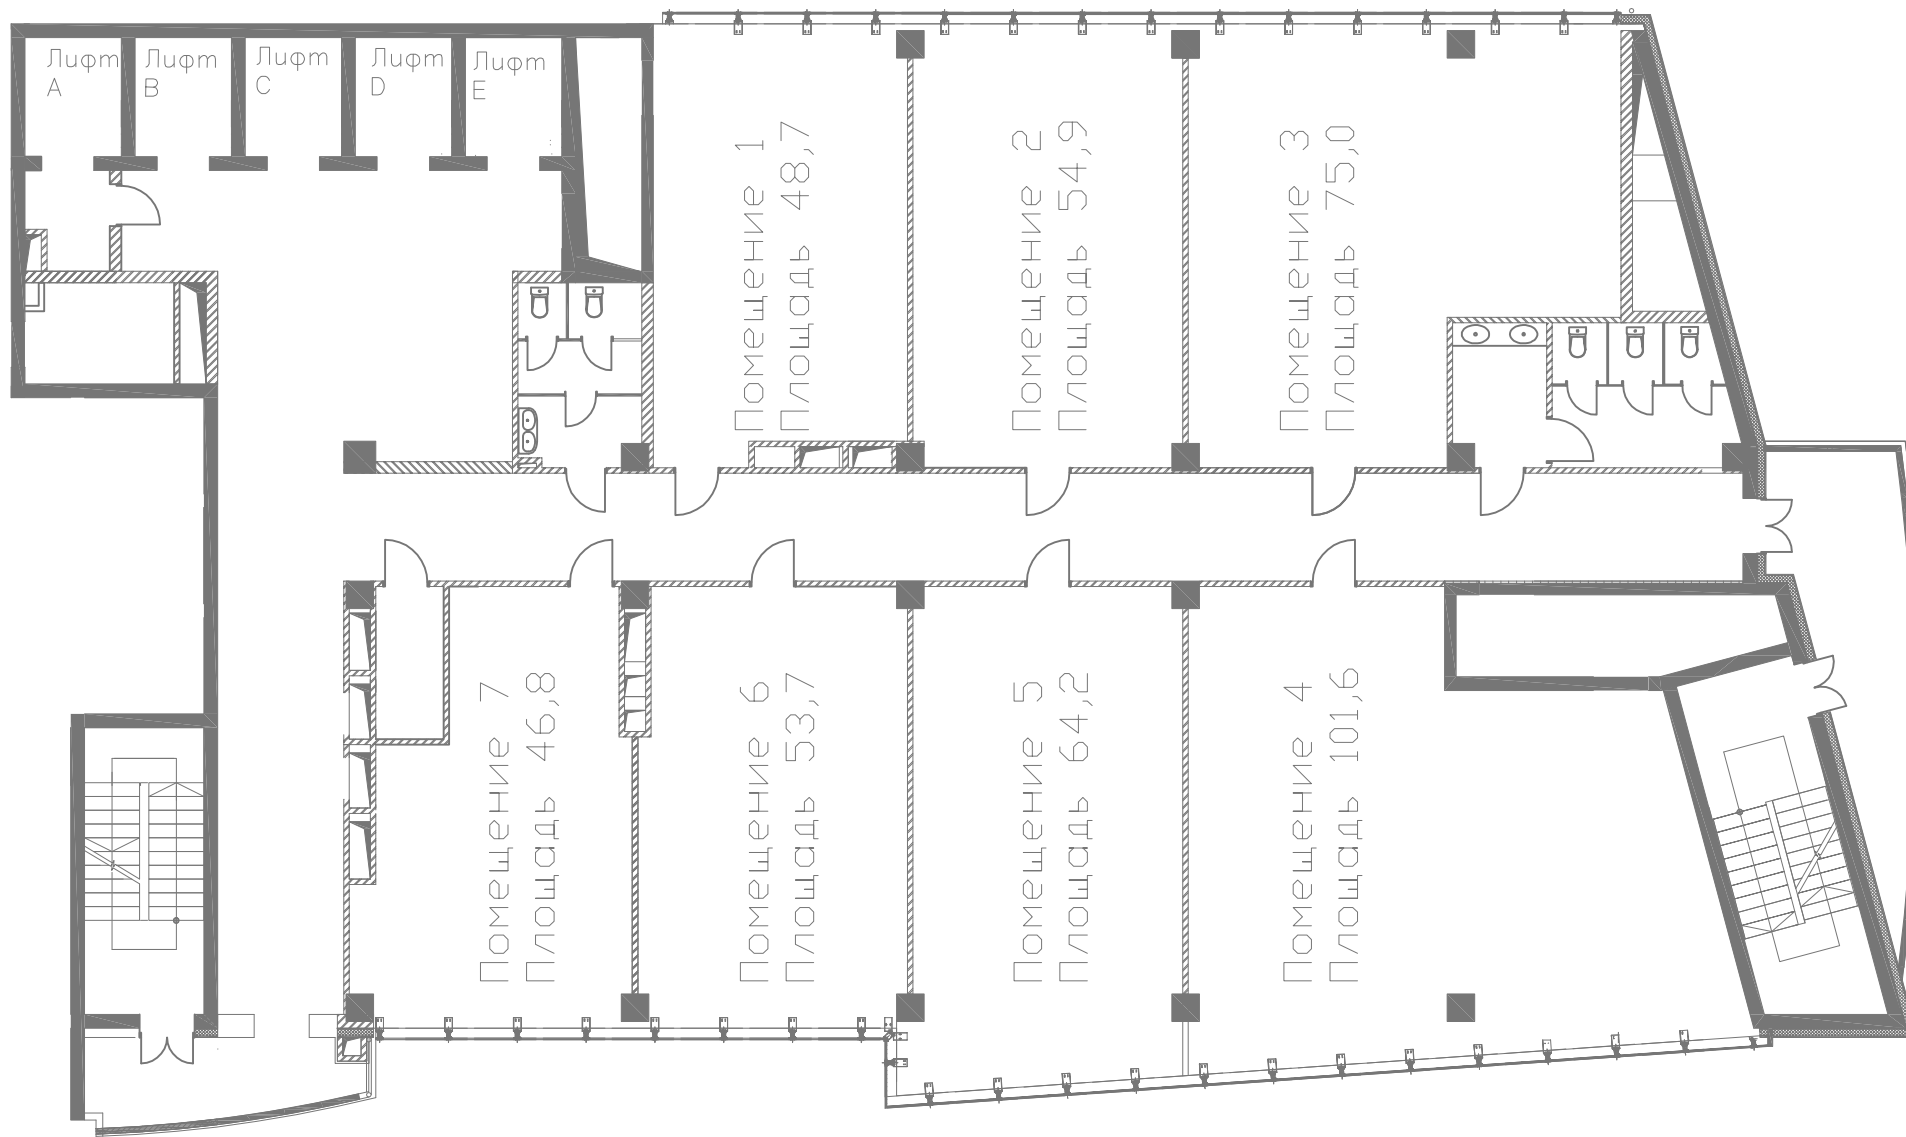 Лифт
A
Лифт
B
Лифт
C
Лифт
D
Лифт
E
Помещение 1
Площадь 48,7
Помещение 2
Площадь 54,9
Помещение 3
Площадь 75,0
Помещение 7
Площадь 46,8
Помещение 6
Площадь 53,7
Помещение 5
Площадь 64,2
Помещение 4
Площадь 101,6